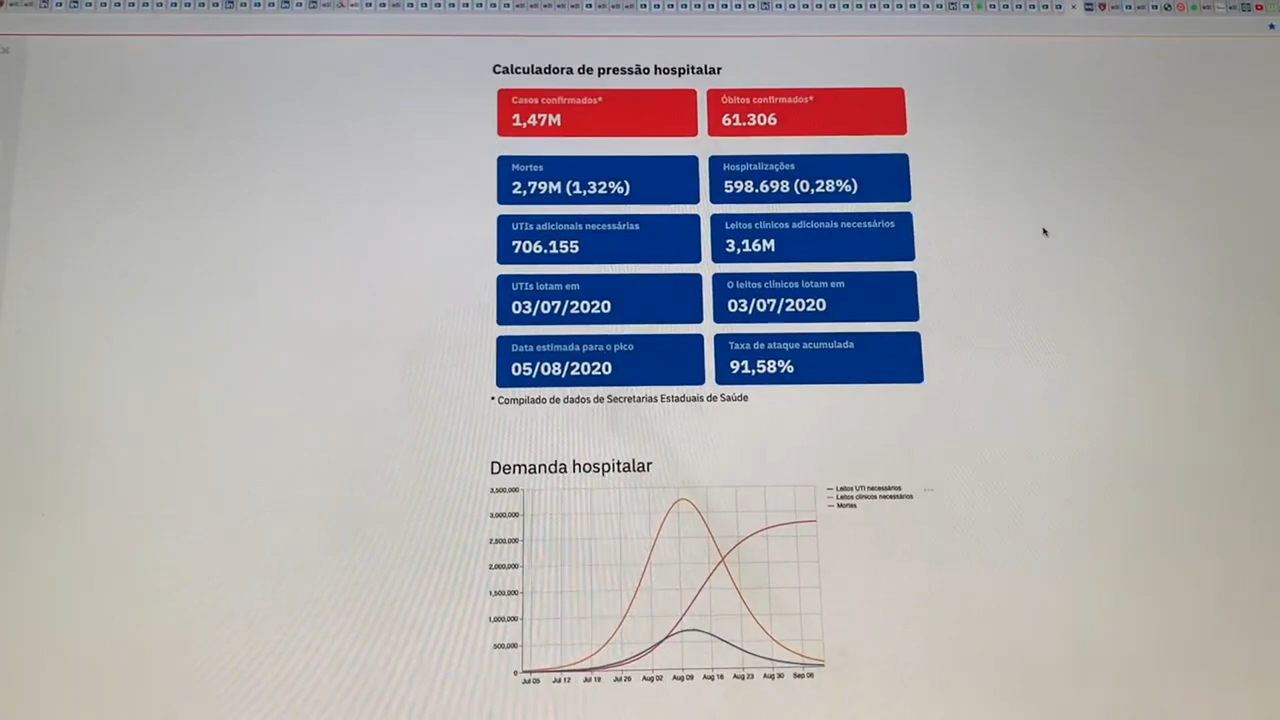 Calculadora de pressão hospitalar
Casos confirmados*
1,47M
Óbitos confirmados*
61.306
Mortes
2,79M (1,32%)
Hospitalizações
598.698 (0,28%)
UTIs adicionais necessárias
706.155
Leitos clínicos adicionais necessários
3,16M
UTIs lotam em
03/07/2020
O leitos clínicos lotam em
03/07/2020
Data estimada para o pico
05/08/2020
Taxa de ataque acumulada
91,58%
* Compilado de dados de Secretarias Estaduais de Saúde
Demanda hospitalar
3,500,000
3,000,000
2,500,000
2,000,000
1,500,000
1,000,000
500,000
0
Jul 05 Jul 12 Jul 19 Jul 26 Aug 02 Aug 09 Aug 16 Aug 23 Aug 30 Sep 06
Leitos UTI necessários
Leitos clínicos necessários
Mortes